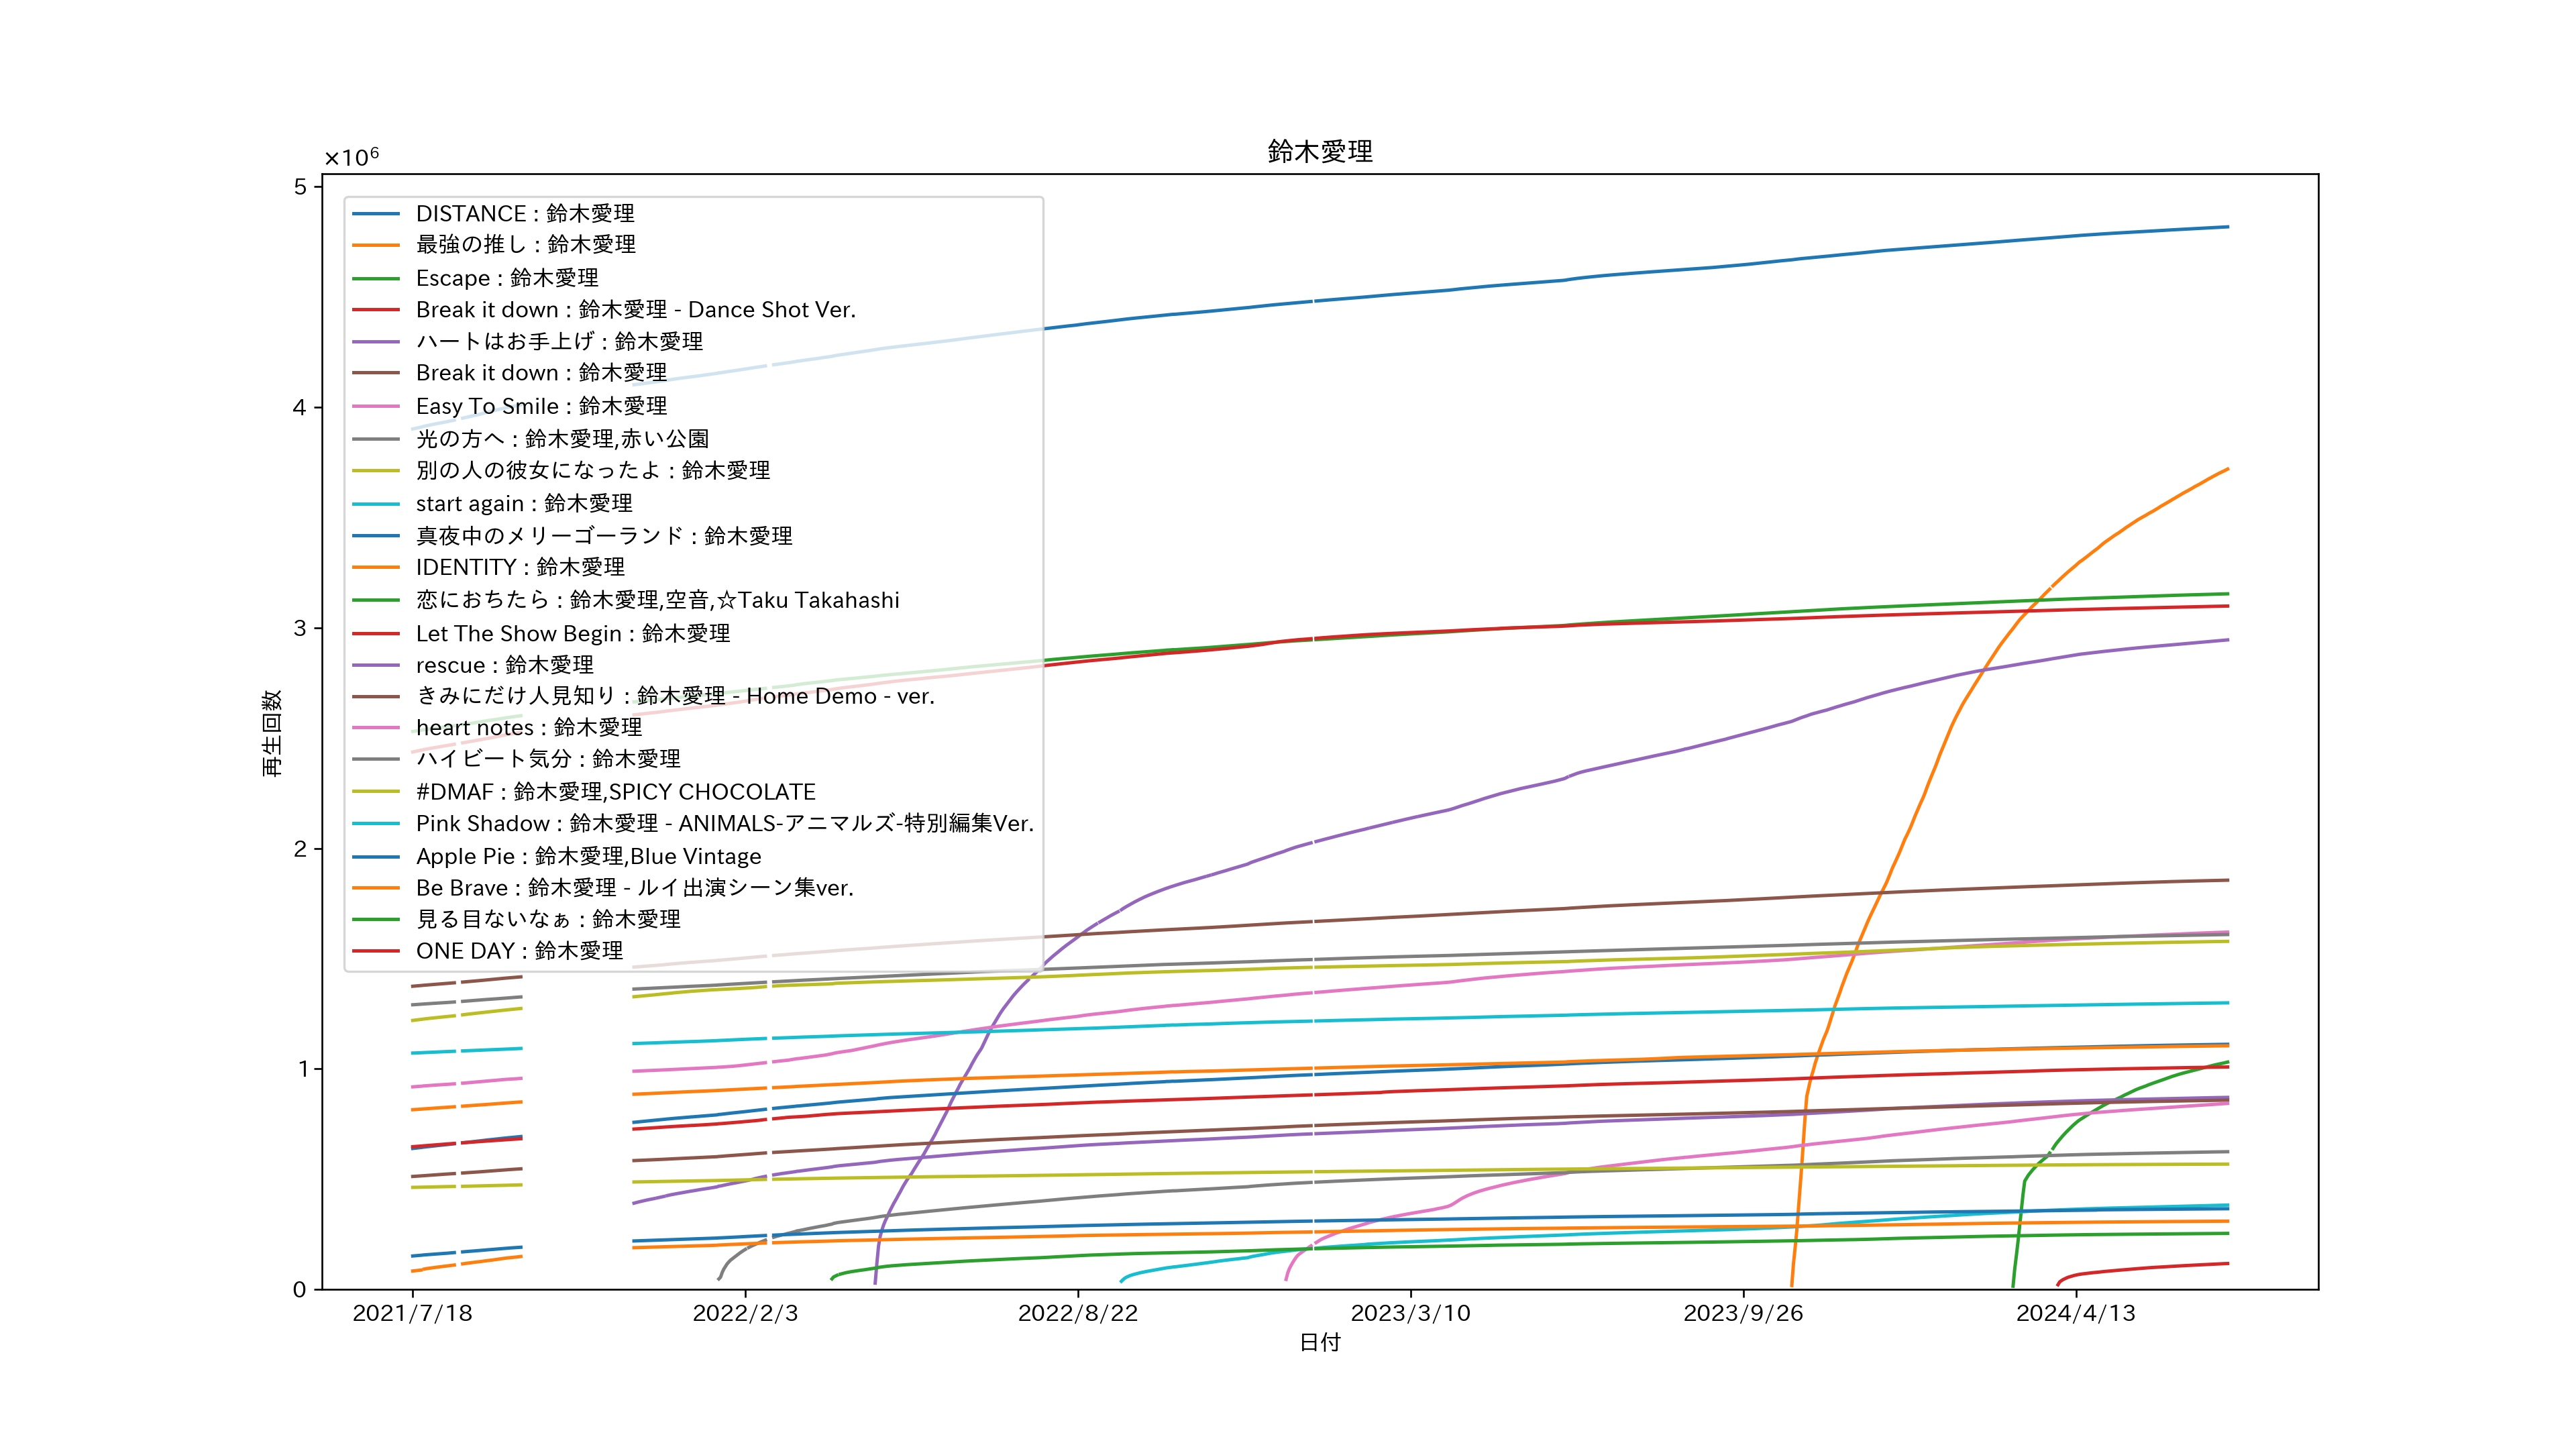 鈴木愛理
×10⁶
5
4
3
2
1
0
再生回数
DISTANCE : 鈴木愛理
最強の推し : 鈴木愛理
Escape : 鈴木愛理
Break it down : 鈴木愛理 - Dance Shot Ver.
ハートはお手上げ : 鈴木愛理
Break it down : 鈴木愛理
Easy To Smile : 鈴木愛理
光の方へ : 鈴木愛理,赤い公園
別の人の彼女になったよ : 鈴木愛理
start again : 鈴木愛理
真夜中のメリーゴーランド : 鈴木愛理
IDENTITY : 鈴木愛理
恋におちたら : 鈴木愛理,空音,☆Taku Takahashi
Let The Show Begin : 鈴木愛理
rescue : 鈴木愛理
きみにだけ人見知り : 鈴木愛理 - Home Demo - ver.
heart notes : 鈴木愛理
ハイビート気分 : 鈴木愛理
#DMAF : 鈴木愛理,SPICY CHOCOLATE
Pink Shadow : 鈴木愛理 - ANIMALS-アニマルズ-特別編集Ver.
Apple Pie : 鈴木愛理,Blue Vintage
Be Brave : 鈴木愛理 - ルイ出演シーン集ver.
見る目ないなぁ : 鈴木愛理
ONE DAY : 鈴木愛理
2021/7/18 2022/2/3 2022/8/22 2023/3/10 2023/9/26 2024/4/13
日付